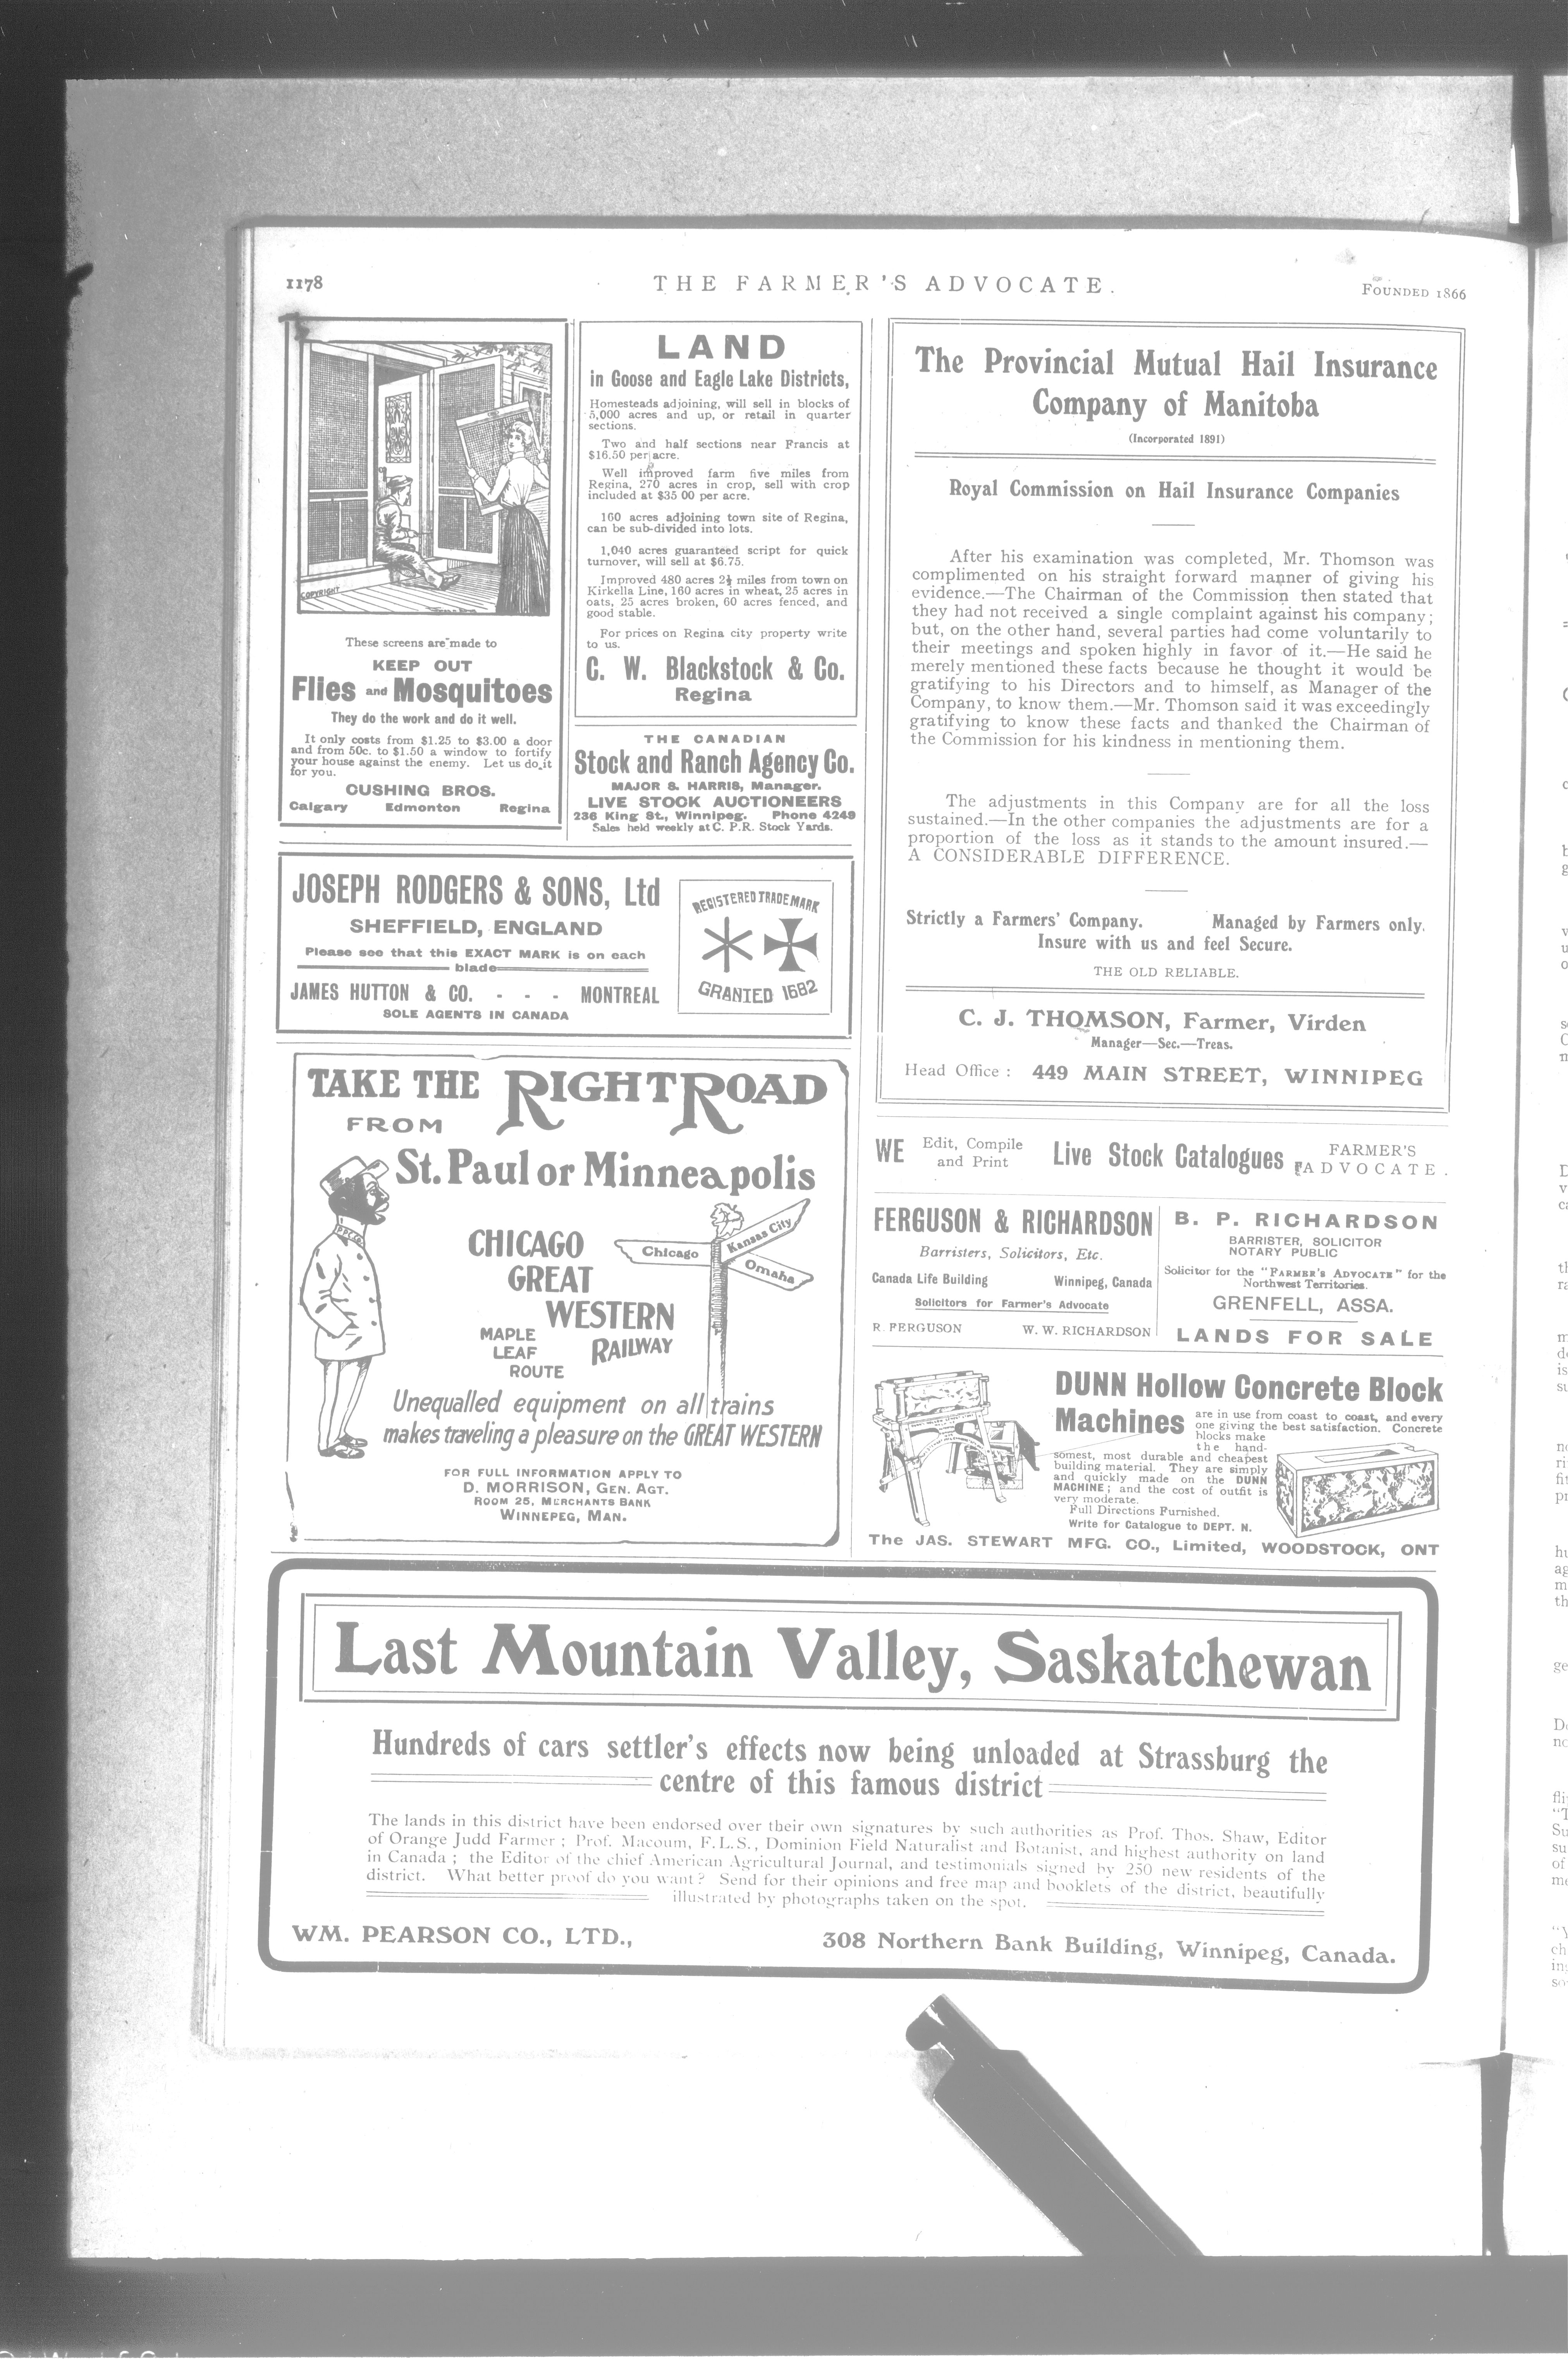 1178
THE FARMER'S ADVOCATE.
FOUNDED 1866
COPYRIGHT
These screens are made to
KEEP OUT
Flies and Mosquitoes
They do the work and do it well.
It only costs from $1.25 to $3.00 a door
and from 50c. to $1.50 a window to fortify
your house against the enemy. Let us do it
for you.
CUSHING BROS.
Calgary Edmonton Regina
LAND
in Goose and Eagle Lake Districts,
Homesteads adjoining, will sell in blocks of
5,000 acres and up, or retail in quarter
sections.
Two and half sections near Francis at
$16.50 per acre.
Well improved farm five miles from
Regina, 270 acres in crop, sell with crop
included at $35 00 per acre.
160 acres adjoining town site of Regina,
can be sub-divided into lots.
1,040 acres guaranteed script for quick
turnover, will sell at $6.75.
Improved 480 acres 2½ miles from town on
Kirkella Line, 160 acres in wheat, 25 acres in
oats, 25 acres broken, 60 acres fenced, and
good stable.
For prices on Regina city property write
to us.
C. W. Blackstock & Co.
Regina
THE CANADIAN
Stock and Ranch Agency Co.
MAJOR S. HARRIS, Manager.
LIVE STOCK AUCTIONEERS
236 King St., Winnipeg. Phone 4249
Sales held weekly at C. P.R. Stock Yards.
JOSEPH RODGERS & SONS, Ltd
SHEFFIELD, ENGLAND
Please see that this EXACT MARK is on each
blade
JAMES HUTTON & CO. - - - MONTREAL
SOLE AGENTS IN CANADA
REGISTERED TRADE MARK
GRANTED 1682
TAKE THE RIGHT ROAD
FROM
St. Paul or Minneapolis
CHICAGO
GREAT
WESTERN
RAILWAY
MAPLE
LEAF
ROUTE
Chicago
Kansas City
Omaha
Unequalled equipment on all trains
makes traveling a pleasure on the GREAT WESTERN
FOR FULL INFORMATION APPLY TO
D. MORRISON, GEN. AGT.
ROOM 25, MERCHANTS BANK
WINNEPEG, MAN.
The Provincial Mutual Hail Insurance
Company of Manitoba
(Incorporated 1891)
Royal Commission on Hail Insurance Companies
After his examination was completed, Mr. Thomson was
complimented on his straight forward manner of giving his
evidence.—The Chairman of the Commission then stated that
they had not received a single complaint against his company;
but, on the other hand, several parties had come voluntarily to
their meetings and spoken highly in favor of it.—He said he
merely mentioned these facts because he thought it would be
gratifying to his Directors and to himself, as Manager of the
Company, to know them.—Mr. Thomson said it was exceedingly
gratifying to know these facts and thanked the Chairman of
the Commission for his kindness in mentioning them.
The adjustments in this Company are for all the loss
sustained.—In the other companies the adjustments are for a
proportion of the loss as it stands to the amount insured.—
A CONSIDERABLE DIFFERENCE.
Strictly a Farmers' Company. Managed by Farmers only.
Insure with us and feel Secure.
THE OLD RELIABLE.
C. J. THOMSON, Farmer, Virden
Manager—Sec.—Treas.
Head Office : 449 MAIN STREET, WINNIPEG
WE Edit, Compile and Print Live Stock Catalogues FARMER'S ADVOCATE.
FERGUSON & RICHARDSON
Barristers, Solicitors, Etc.
Canada Life Building Winnipeg, Canada
Solicitors for Farmer's Advocate
R. FERGUSON W. W. RICHARDSON
B. P. RICHARDSON
BARRISTER, SOLICITOR
NOTARY PUBLIC
Solicitor for the "FARMER'S ADVOCATE" for the
Northwest Territories.
GRENFELL, ASSA.
LANDS FOR SALE
DUNN Hollow Concrete Block
Machines are in use from coast to coast, and every
one giving the best satisfaction. Concrete
blocks make
the hand-
somest, most durable and cheapest
building material. They are simply
and quickly made on the DUNN
MACHINE; and the cost of outfit is
very moderate.
Full Directions Furnished.
Write for Catalogue to DEPT. N.
The JAS. STEWART MFG. CO., Limited, WOODSTOCK, ONT
Last Mountain Valley, Saskatchewan
Hundreds of cars settler's effects now being unloaded at Strassburg the
centre of this famous district
The lands in this district have been endorsed over their own signatures by such authorities as Prof. Thos. Shaw, Editor
of Orange Judd Farmer; Prof. Macoum, F.L.S., Dominion Field Naturalist and Botanist, and highest authority on land
in Canada; the Editor of the chief American Agricultural Journal, and testimonials signed by 250 new residents of the
district. What better proof do you want? Send for their opinions and free map and booklets of the district, beautifully
illustrated by photographs taken on the spot.
WM. PEARSON CO., LTD., 308 Northern Bank Building, Winnipeg, Canada.